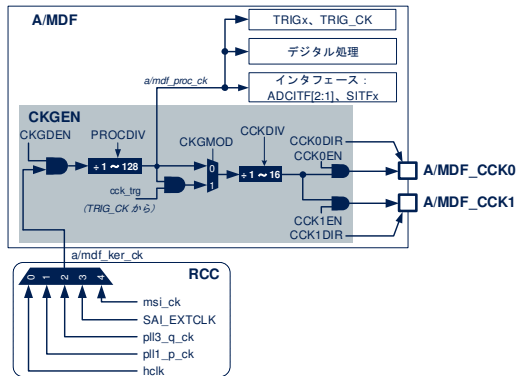 A/MDF
TRIGx、TRIG_CK
デジタル処理
a/mdf_proc_ck
インタフェース：
ADCITF[2:1]、SITFx
CKGEN
CKGDEN
PROCDIV
÷1～128
CKGMOD
0
1
CCKDIV
÷1～16
cck_trg
(TRIG_CK から)
CCK0DIR
CCK0EN
A/MDF_CCK0
A/MDF_CCK1
CCK1EN
CCK1DIR
a/mdf_ker_ck
RCC
0 1 2 3 4
msi_ck
SAI_EXTCLK
pll3_q_ck
pll1_p_ck
hclk